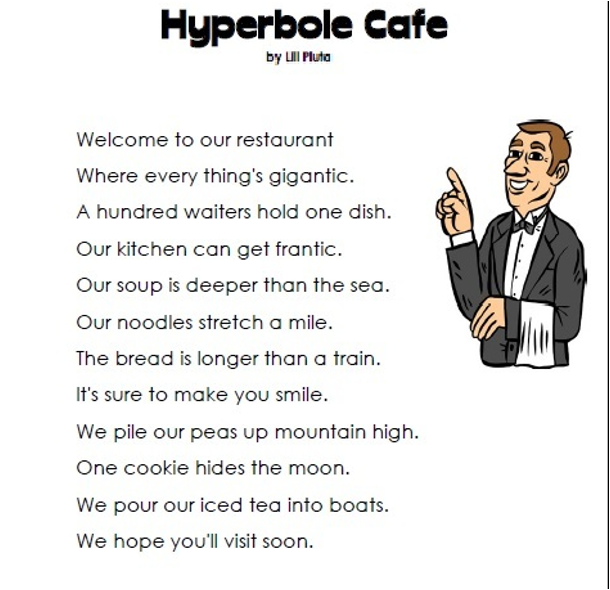 Hyperbole Cafe
by Lill Pluta
Welcome to our restaurant
Where every thing's gigantic.
A hundred waiters hold one dish.
Our kitchen can get frantic.
Our soup is deeper than the sea.
Our noodles stretch a mile.
The bread is longer than a train.
It's sure to make you smile.
We pile our peas up mountain high.
One cookie hides the moon.
We pour our iced tea into boats.
We hope you'll visit soon.